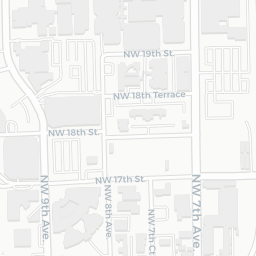 NW 19th St.
NW 18th Terrace
NW 18th St.
NW 17th St.
NW 9th Ave.
NW 8th Ave.
NW 7th Ct.
NW 7th Ave.